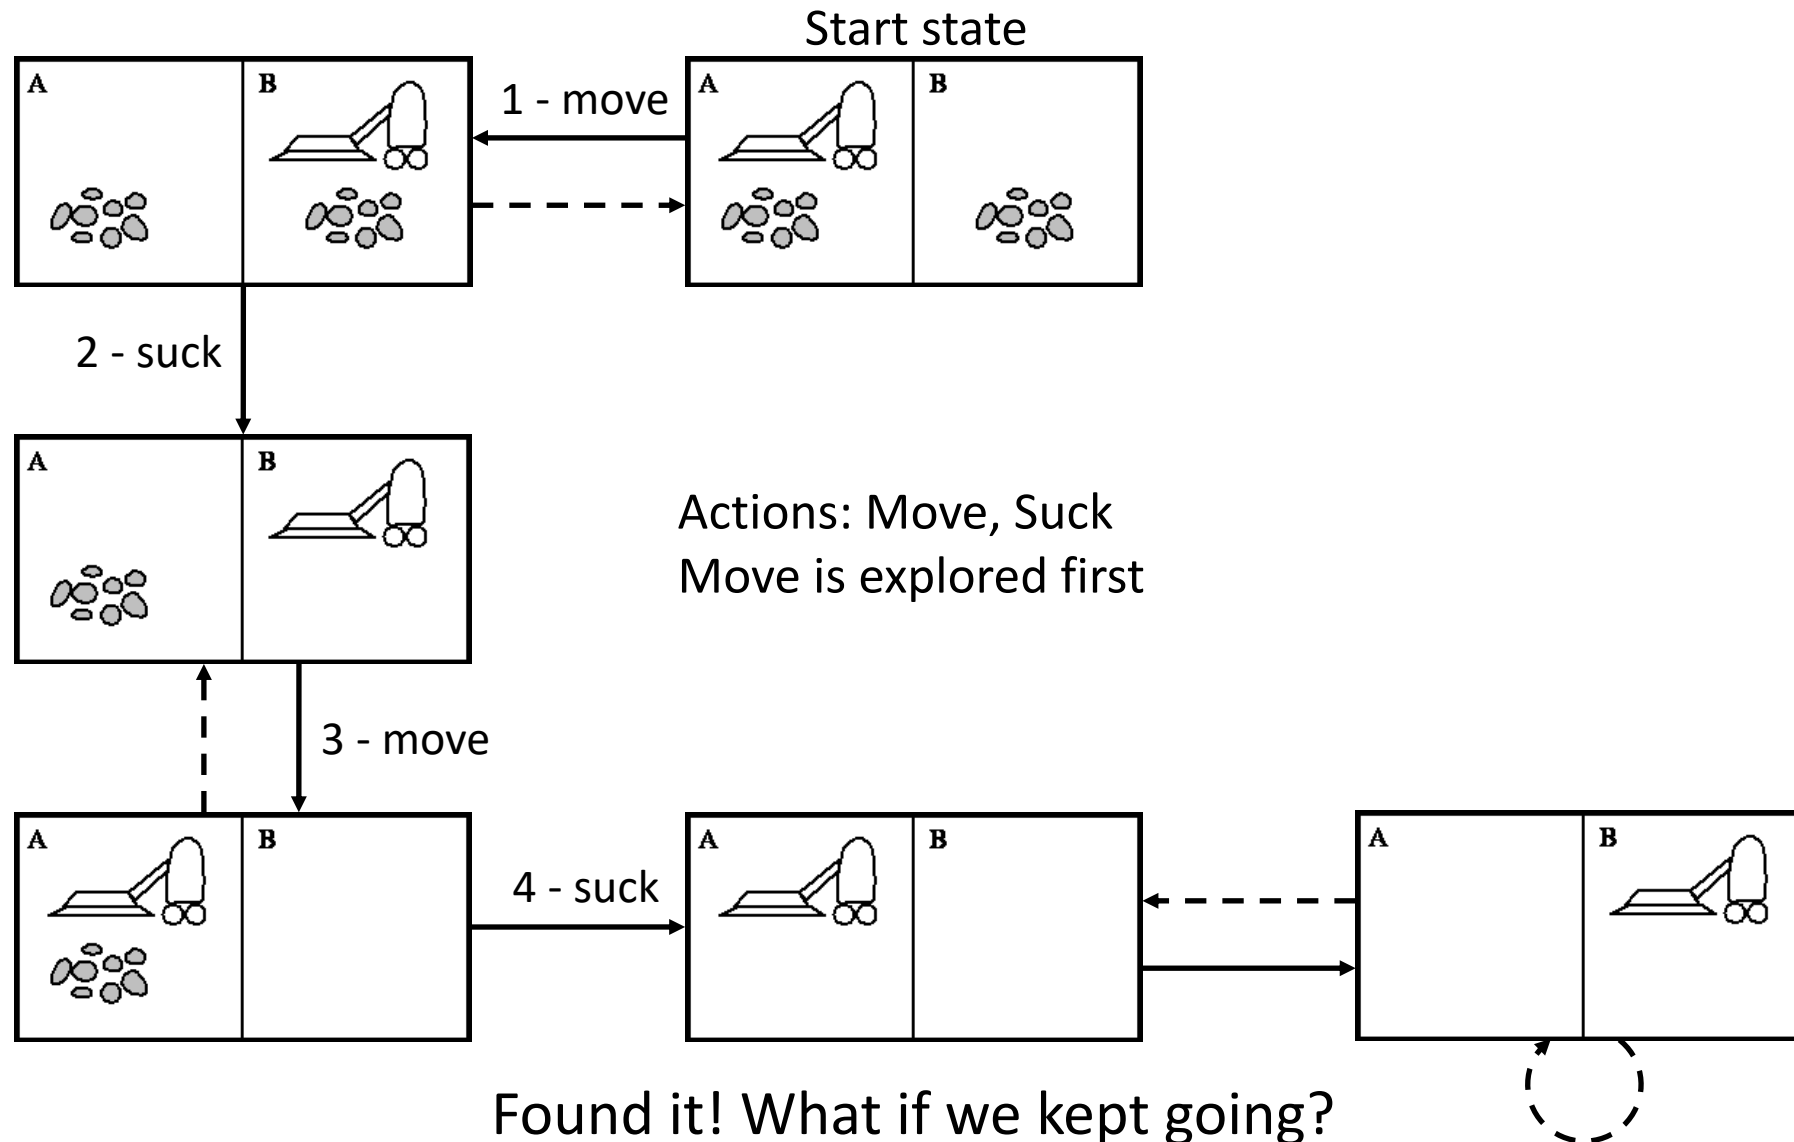 Start state
A
B
1 - move
A
B
2 - suck
A
B
Actions: Move, Suck
Move is explored first
3 - move
A
B
4 - suck
A
B
A
B
Found it! What if we kept going?